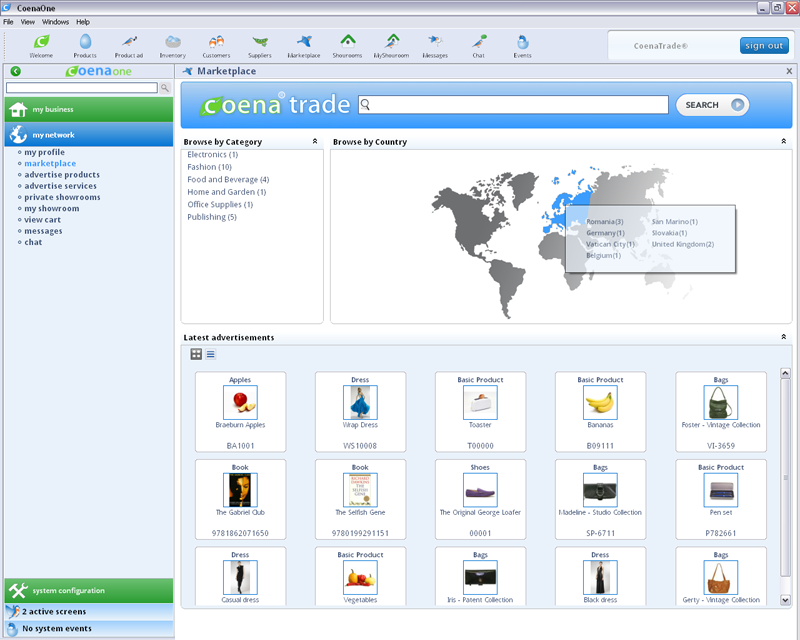 CoenaOne
File View Windows Help
Welcome Products Product ad Inventory Customers Suppliers Marketplace Showrooms MyShowroom Messages Chat Events
CoenaTrade®
sign out
coenaone
Marketplace
my business
my network
my profile
marketplace
advertise products
advertise services
private showrooms
my showroom
view cart
messages
chat
coena® trade
SEARCH
Browse by Category
Electronics (1)
Fashion (10)
Food and Beverage (4)
Home and Garden (1)
Office Supplies (1)
Publishing (5)
Browse by Country
Romania(3) San Marino(1)
Germany(1) Slovakia(1)
Vatican City(1) United Kingdom(2)
Belgium(1)
Latest advertisements
Apples Dress Basic Product Basic Product Bags
Braeburn Apples Wrap Dress Toaster Bananas Foster - Vintage Collection
BA1001 WS10008 T00000 B09111 VI-3659
Book Book Shoes Bags Basic Product
RICHARD DAWKINS
THE SELFISH GENE
The Gabriel Club The Selfish Gene The Original George Loafer Madeline - Studio Collection Pen set
9781862071650 9780199291151 00001 SP-6711 P782661
Dress Basic Product Bags Dress Bags
Casual dress Vegetables Iris - Patent Collection Black dress Gerty - Vintage Collection
system configuration
2 active screens
No system events